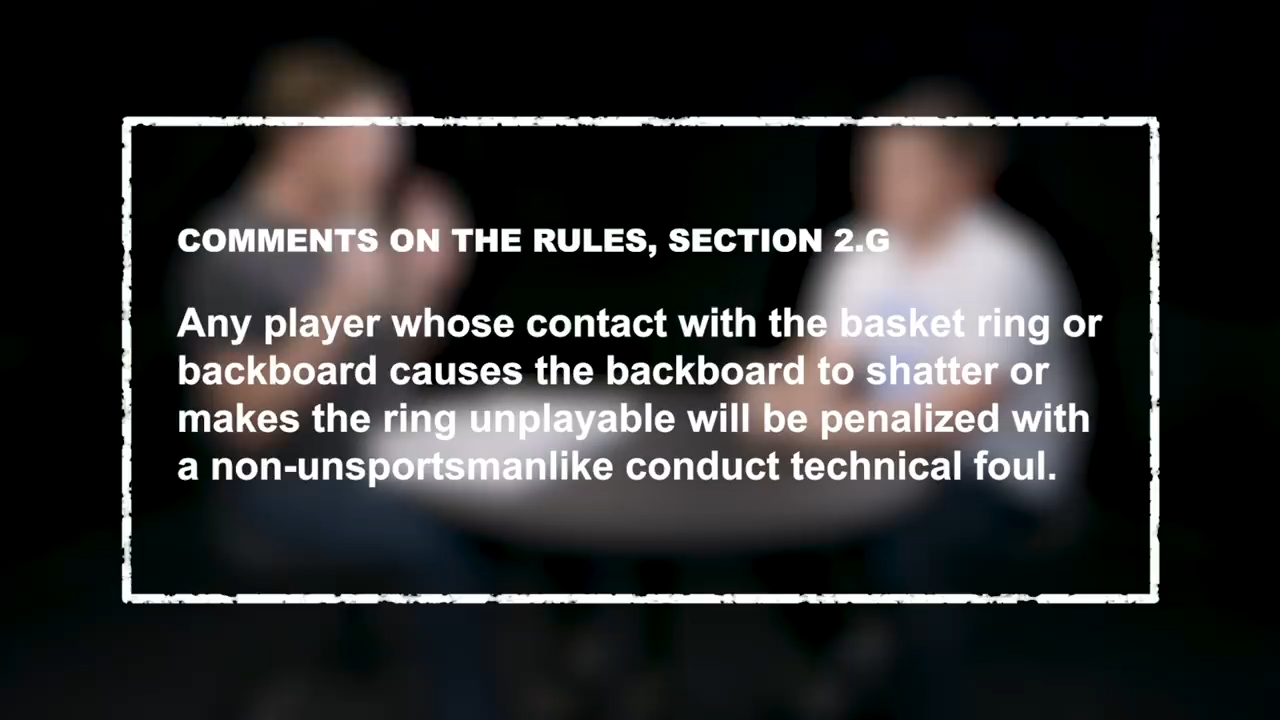 COMMENTS ON THE RULES, SECTION 2.G
Any player whose contact with the basket ring or
backboard causes the backboard to shatter or
makes the ring unplayable will be penalized with
a non-unsportsmanlike conduct technical foul.